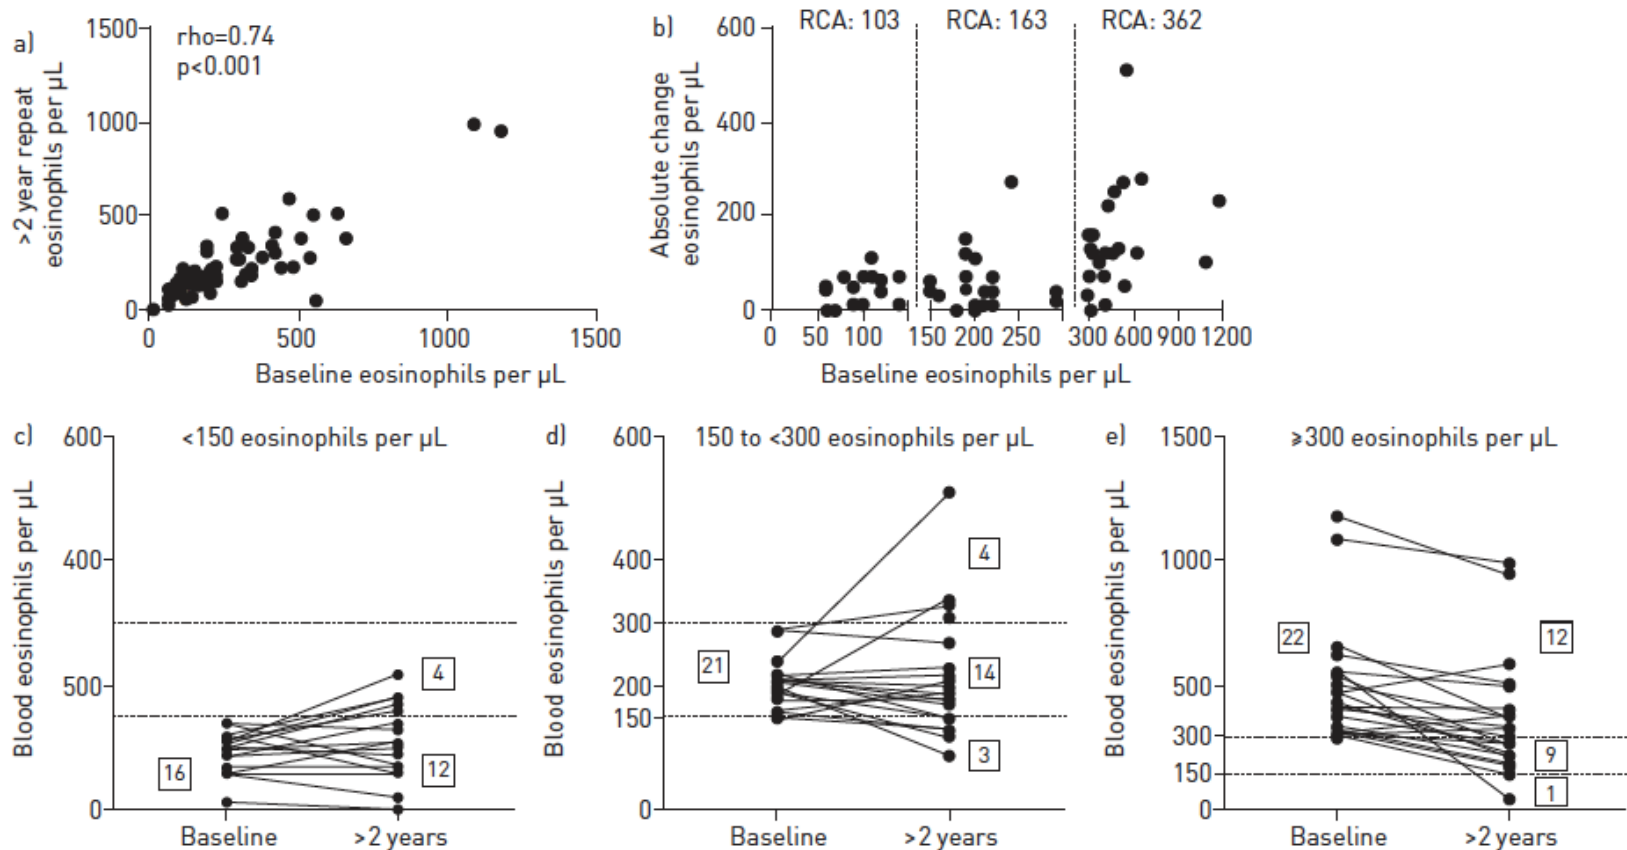 a)
rho=0.74
p<0.001
>2 year repeat
eosinophils per µL
1500
1000
500
0
0 500 1000 1500
Baseline eosinophils per µL
b)
RCA: 103 RCA: 163 RCA: 362
Absolute change
eosinophils per µL
600
400
200
0
0 50 100 150 200 250 300 600 900 1200
Baseline eosinophils per µL
c)
<150 eosinophils per µL
Blood eosinophils per µL
600
400
500
0
4
16
12
Baseline >2 years
d)
150 to <300 eosinophils per µL
Blood eosinophils per µL
600
400
300
200
150
0
4
21
14
3
Baseline >2 years
e)
⩾300 eosinophils per µL
Blood eosinophils per µL
1500
1000
500
300
150
0
22
12
9
1
Baseline >2 years